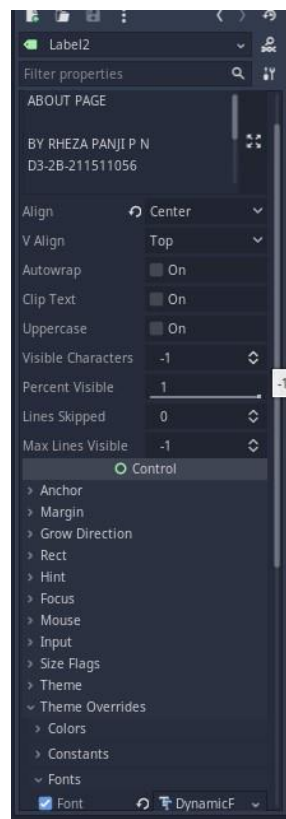 Label2
Filter properties
ABOUT PAGE
BY RHEZA PANJI P N
D3-2B-211511056
Align Center
V Align Top
Autowrap On
Clip Text On
Uppercase On
Visible Characters -1
Percent Visible 1
-1
Lines Skipped 0
Max Lines Visible -1
Control
Anchor
Margin
Grow Direction
Rect
Hint
Focus
Mouse
Input
Size Flags
Theme
Theme Overrides
Colors
Constants
Fonts
Font DynamicF